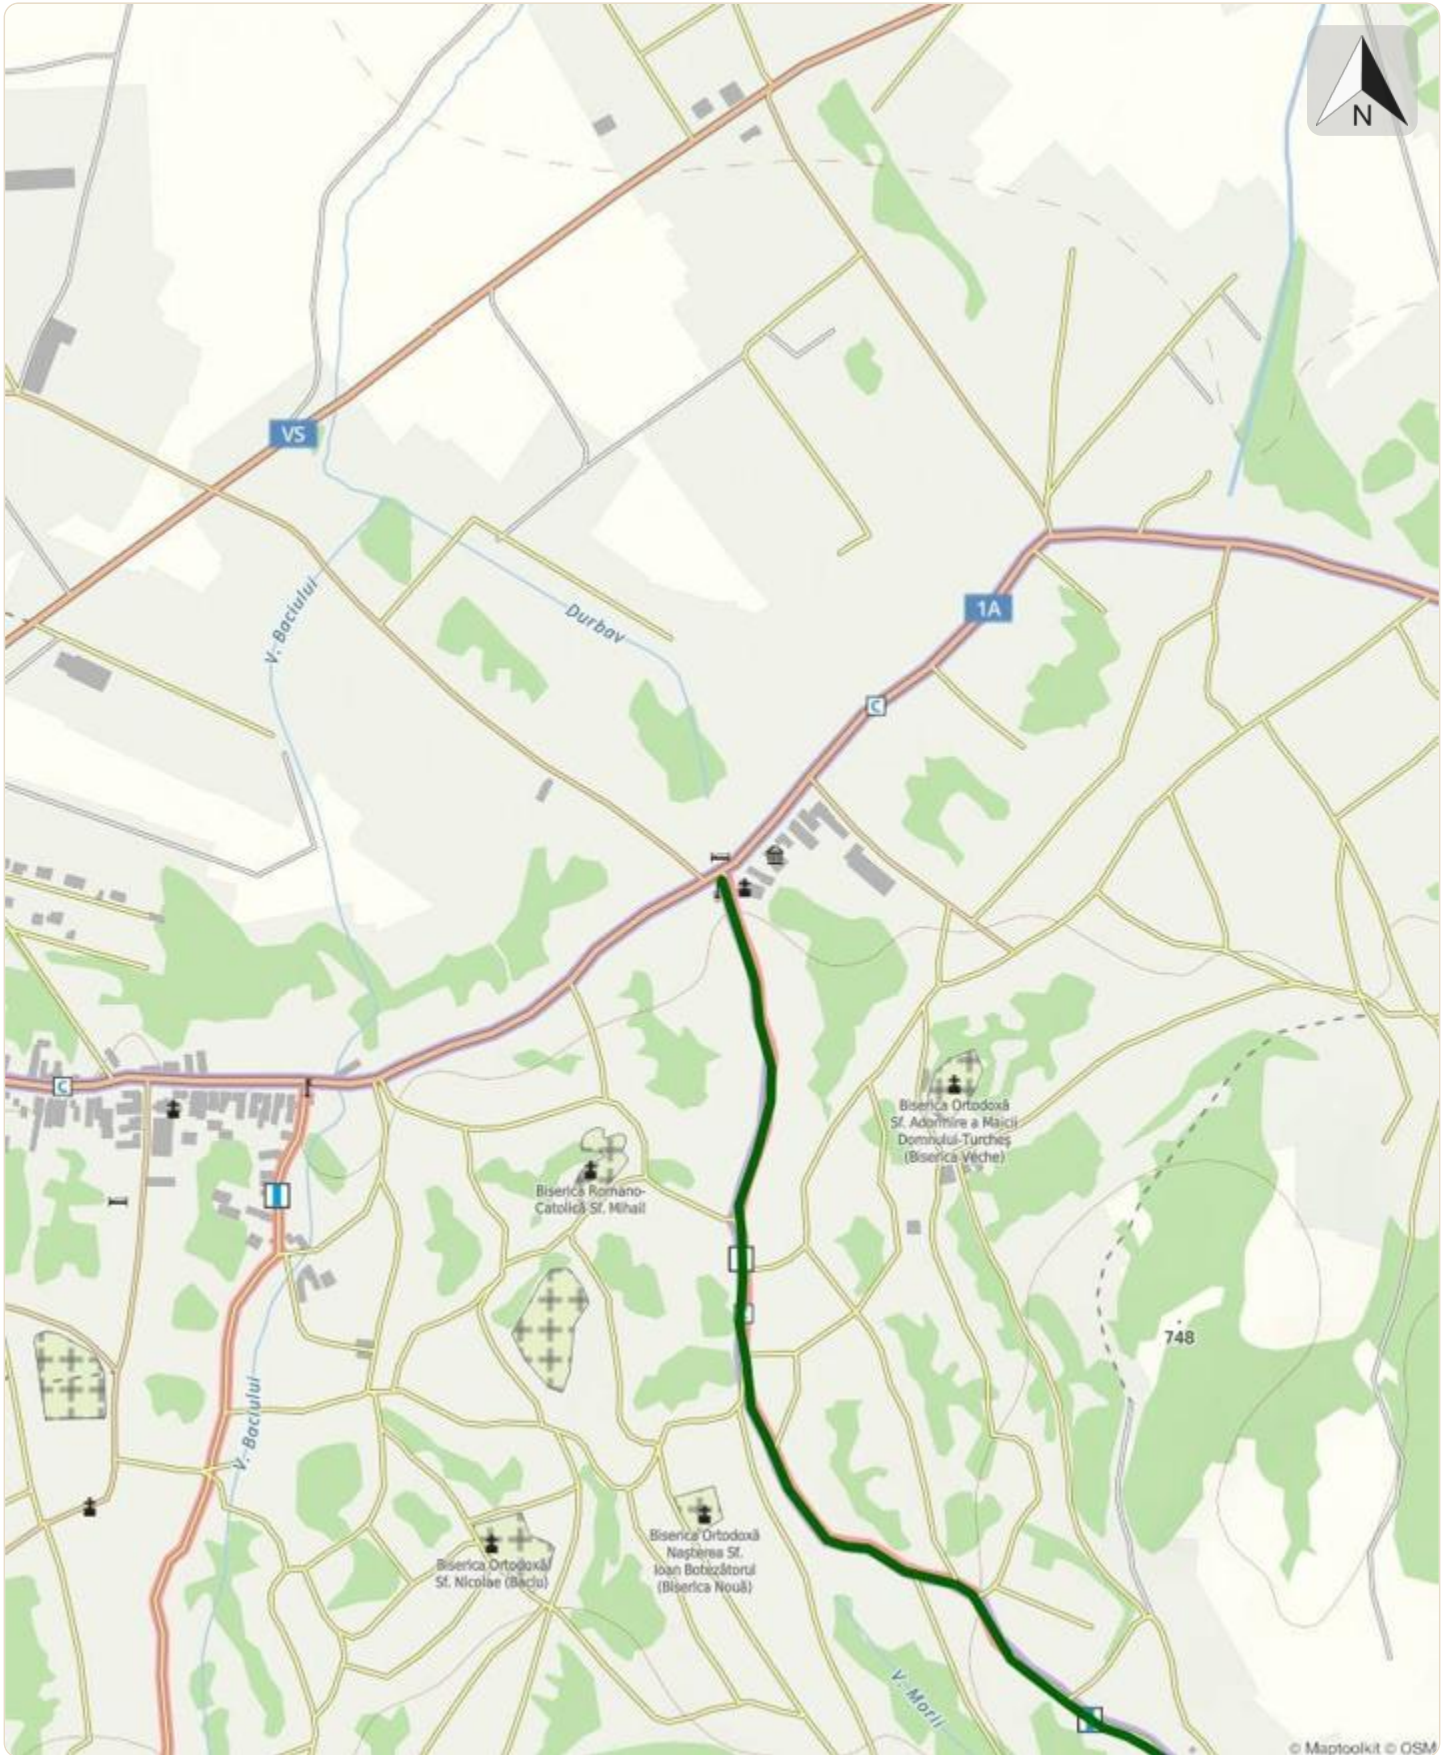 N
VS
V. Baciului
Durbav
1A
C
C
Biserica Ortodoxă
Sf. Adormire a Maicii
Domnului-Turcheș
(Biserica Veche)
Biserica Romano-
Catolică Sf. Mihail
748
V. Baciului
Biserica Ortodoxă
Nașterea Sf.
Ioan Botezătorul
(Biserica Nouă)
Biserica Ortodoxă
Sf. Nicolae (Baciu)
V. Morii
© Maptoolkit © OSM